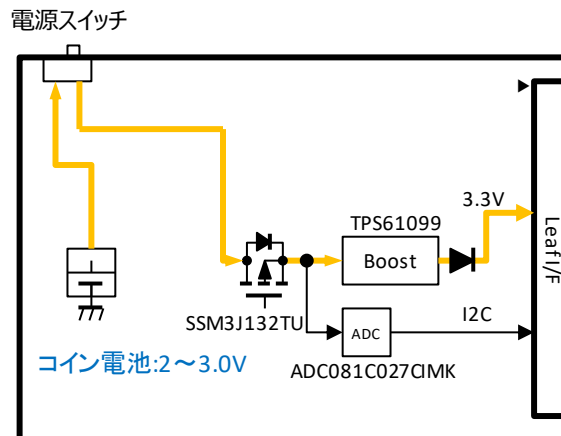 電源スイッチ
3.3V
TPS61099
Boost
Leaf I/F
SSM3J132TU
ADC
I2C
コイン電池:2～3.0V
ADC081C027CIMK